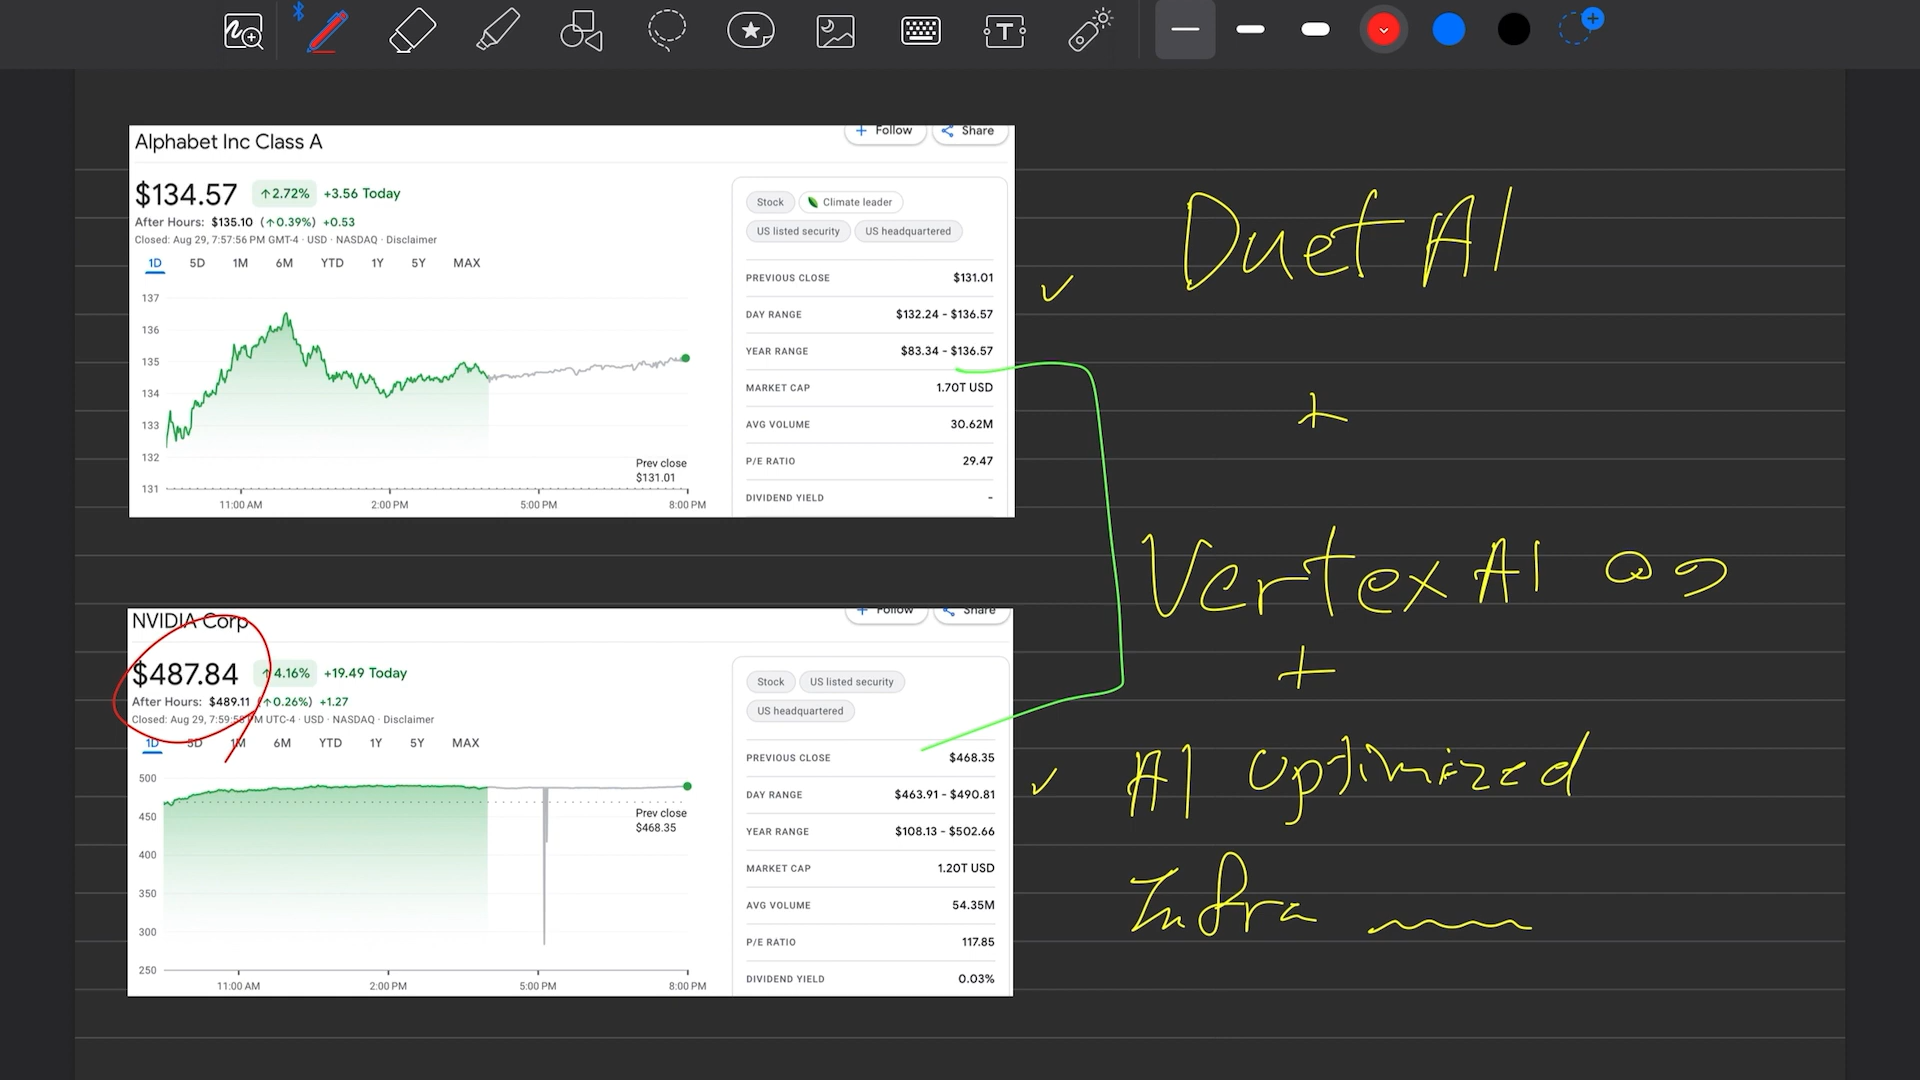 T
Alphabet Inc Class A
+ Follow
Share
$134.57
↑2.72%
+3.56 Today
After Hours: $135.10 (↑0.39%) +0.53
Closed: Aug 29, 7:57:56 PM GMT-4 · USD · NASDAQ · Disclaimer
1D 5D 1M 6M YTD 1Y 5Y MAX
137
136
135
134
133
132
131
Prev close
$131.01
11:00 AM 2:00 PM 5:00 PM 8:00 PM
Stock
Climate leader
US listed security
US headquartered
PREVIOUS CLOSE $131.01
DAY RANGE $132.24 - $136.57
YEAR RANGE $83.34 - $136.57
MARKET CAP 1.70T USD
AVG VOLUME 30.62M
P/E RATIO 29.47
DIVIDEND YIELD -
NVIDIA Corp
+ Follow
Share
$487.84
↑4.16%
+19.49 Today
After Hours: $489.11 (↑0.26%) +1.27
Closed: Aug 29, PM UTC-4 · USD · NASDAQ · Disclaimer
1D 5D 1M 6M YTD 1Y 5Y MAX
500
450
400
350
300
250
Prev close
$468.35
11:00 AM 2:00 PM 5:00 PM 8:00 PM
Stock
US listed security
US headquartered
PREVIOUS CLOSE $468.35
DAY RANGE $463.91 - $490.81
YEAR RANGE $108.13 - $502.66
MARKET CAP 1.20T USD
AVG VOLUME 54.35M
P/E RATIO 117.85
DIVIDEND YIELD 0.03%
Duet AI
+
Vertex AI
+
AI Optimized
Infra